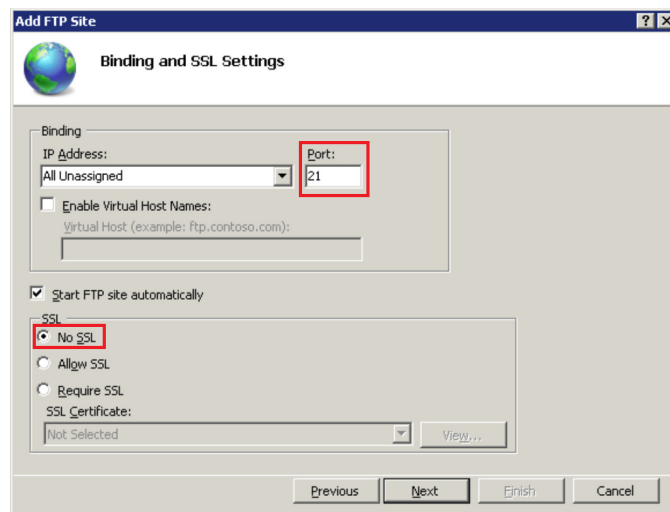 Add FTP Site
Binding and SSL Settings
Binding
IP Address:
Port:
All Unassigned
21
Enable Virtual Host Names:
Virtual Host (example: ftp.contoso.com):
Start FTP site automatically
SSL
No SSL
Allow SSL
Require SSL
SSL Certificate:
Not Selected
View...
Previous
Next
Finish
Cancel